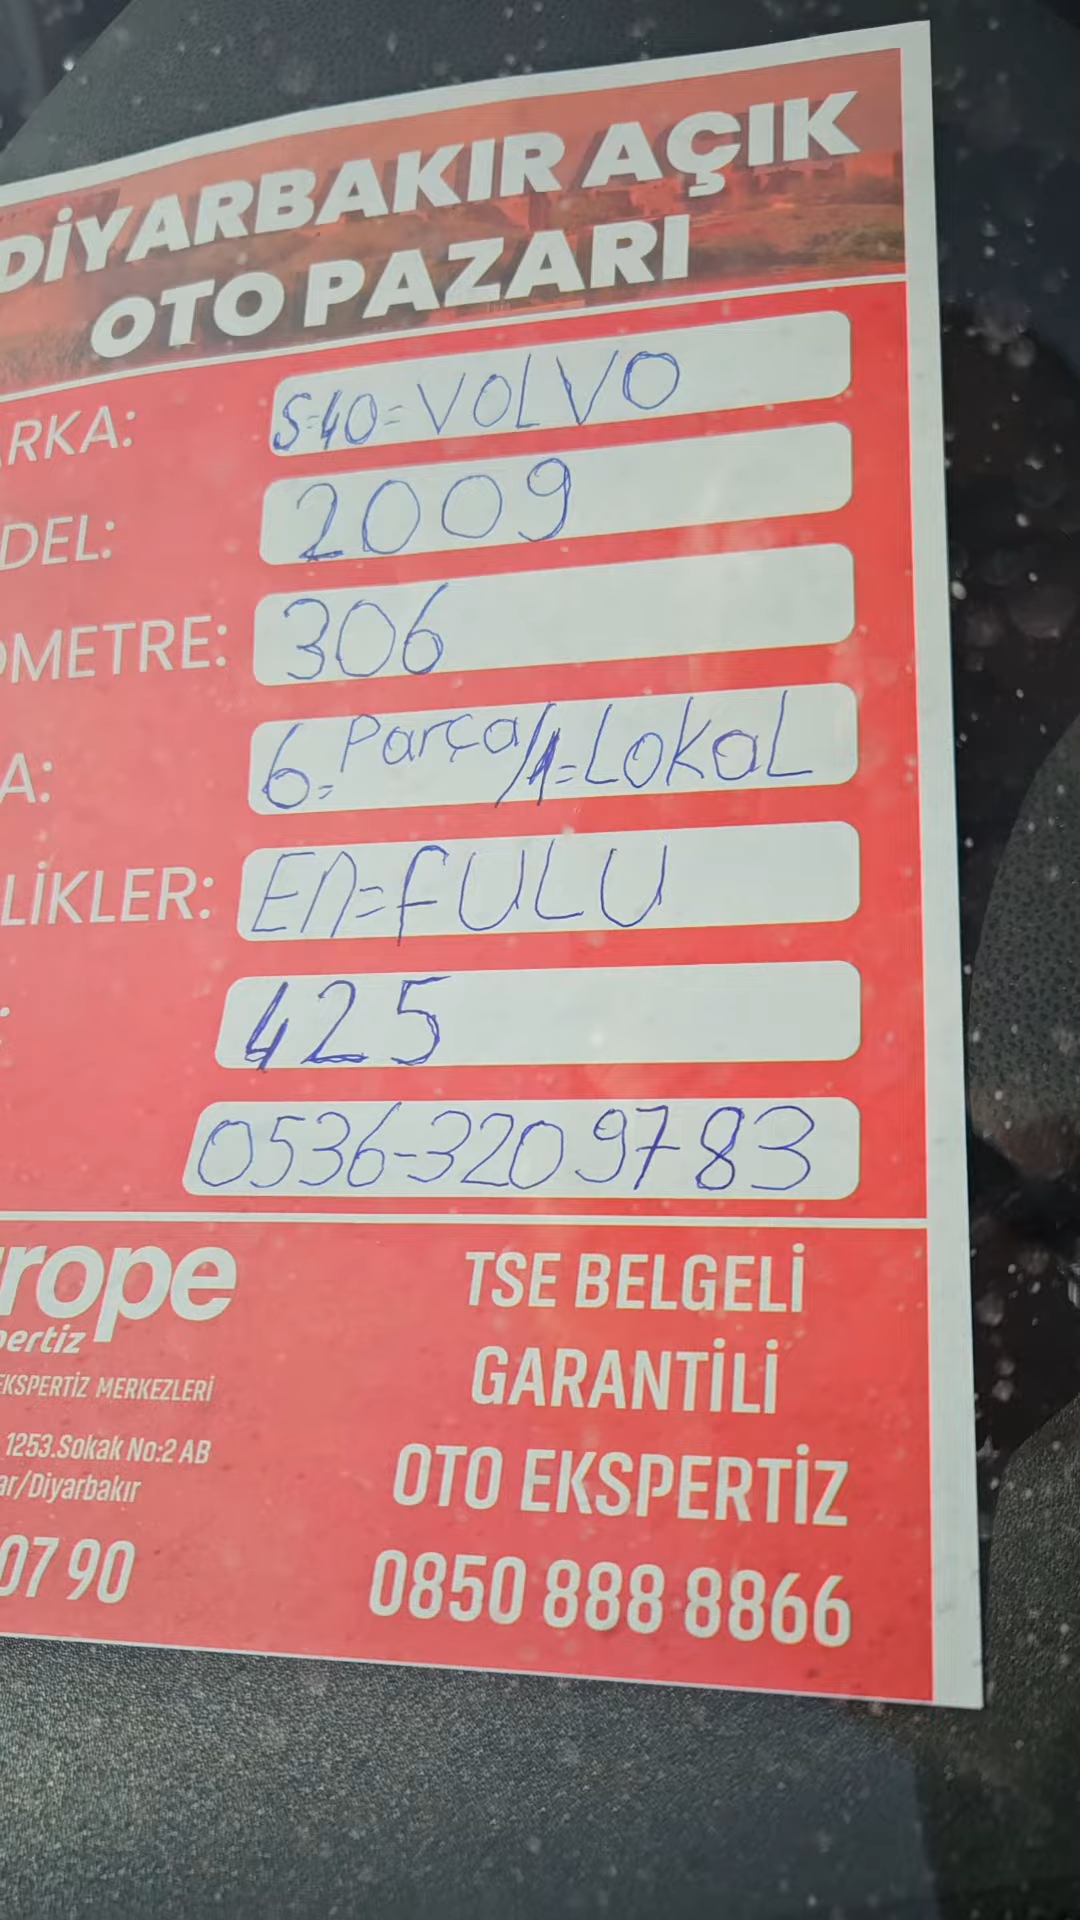 DİYARBAKIR AÇIK
OTO PAZARI
ARKA: S-40=VOLVO
DEL: 2009
OMETRE: 306
A: 6=Parça/1=LOKAL
LİKLER: En=FULU
: 425
0536-3209783
urope
pertiz
EKSPERTİZ MERKEZLERİ
1253.Sokak No:2 AB
ar/Diyarbakır
07 90
TSE BELGELİ
GARANTİLİ
OTO EKSPERTİZ
0850 888 8866